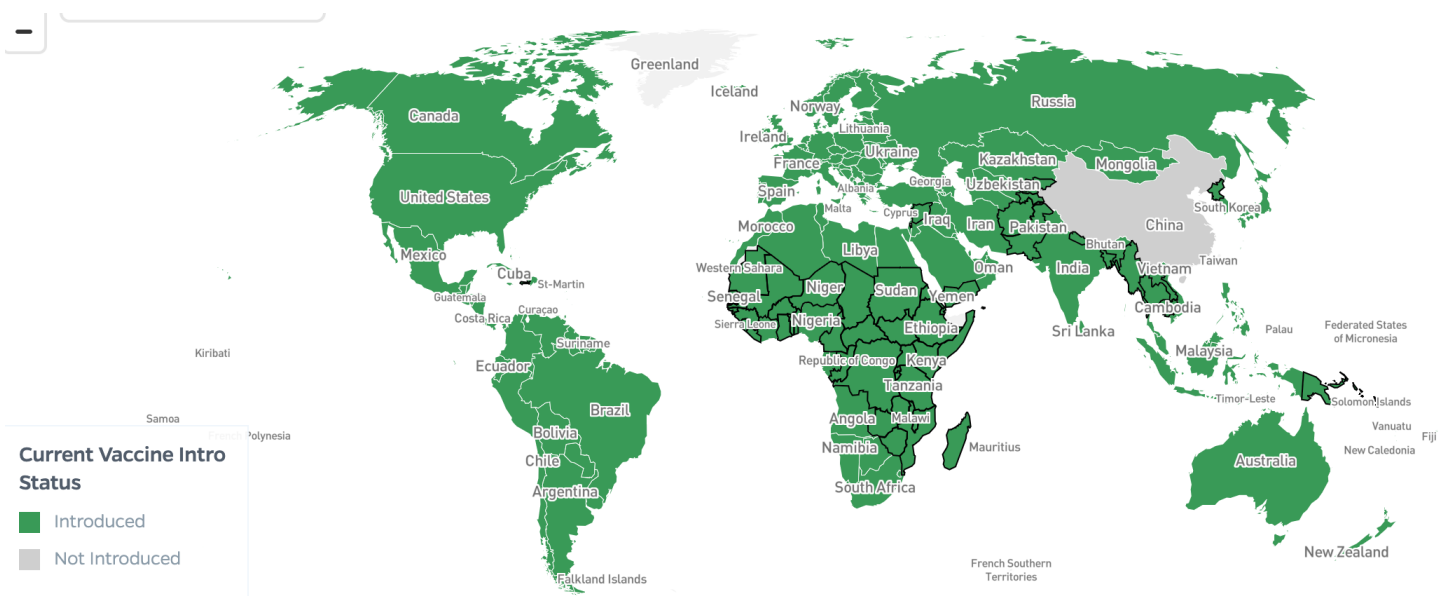 Greenland
Iceland
Canada
Norway
Russia
Ireland
Lithuania
Ukraine
France
Kazakhstan
Mongolia
United States
Spain
Albania
Georgia
Uzbekistan
Malta
Cyprus
South Korea
Morocco
Iraq
Iran
Pakistan
China
Mexico
Libya
Bhutan
Taiwan
Western Sahara
Oman
India
Vietnam
Cuba
St-Martin
Guatemala
Senegal
Niger
Sudan
Yemen
Costa Rica
Curaçao
Sierra Leone
Nigeria
Ethiopia
Cambodia
Sri Lanka
Palau
Federated States
of Micronesia
Kiribati
Suriname
Ecuador
Republic of Congo
Kenya
Malaysia
Tanzania
Timor-Leste
Solomon Islands
Samoa
Brazil
Angola
Malawi
Vanuatu
French Polynesia
Bolivia
Namibia
Mauritius
New Caledonia
Fiji
Chile
Australia
Argentina
South Africa
New Zealand
French Southern
Territories
Falkland Islands
Current Vaccine Intro
Status
Introduced
Not Introduced